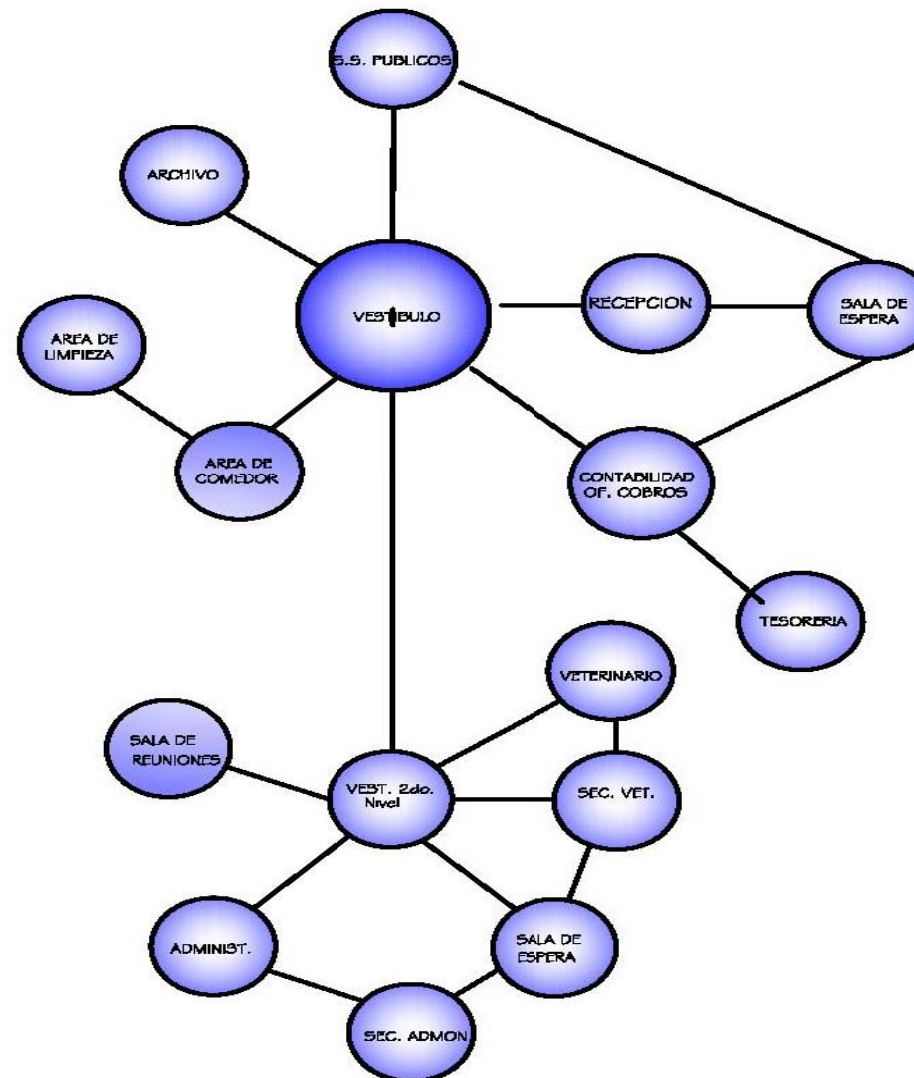 S.S. PUBLICOS
ARCHIVO
VESTIBULO
RECEPCION
SALA DE
ESPERA
AREA DE
LIMPIEZA
AREA DE
COMEDOR
CONTABILIDAD
OF. COBROS
TESORERIA
VETERINARIO
SALA DE
REUNIONES
VEST. 2do.
Nivel
SEC. VET.
ADMINIST.
SALA DE
ESPERA
SEC. ADMON.